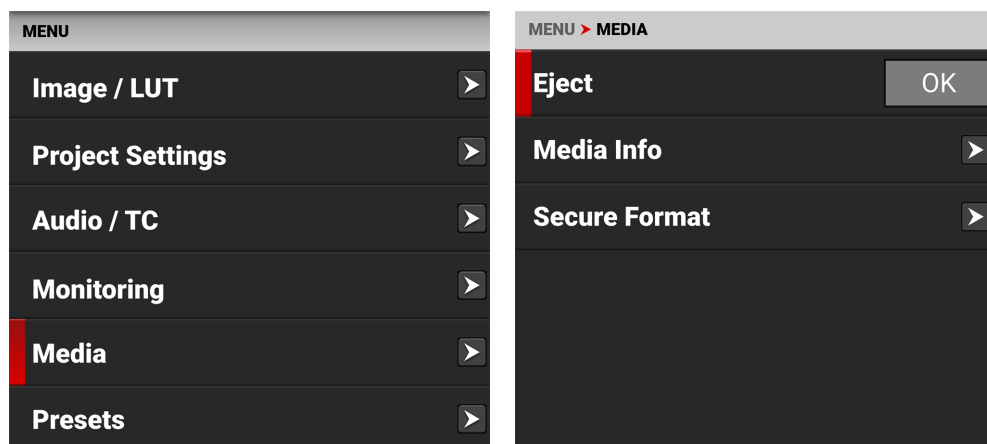 MENU
Image / LUT
Project Settings
Audio / TC
Monitoring
Media
Presets
MENU ➤ MEDIA
Eject OK
Media Info
Secure Format